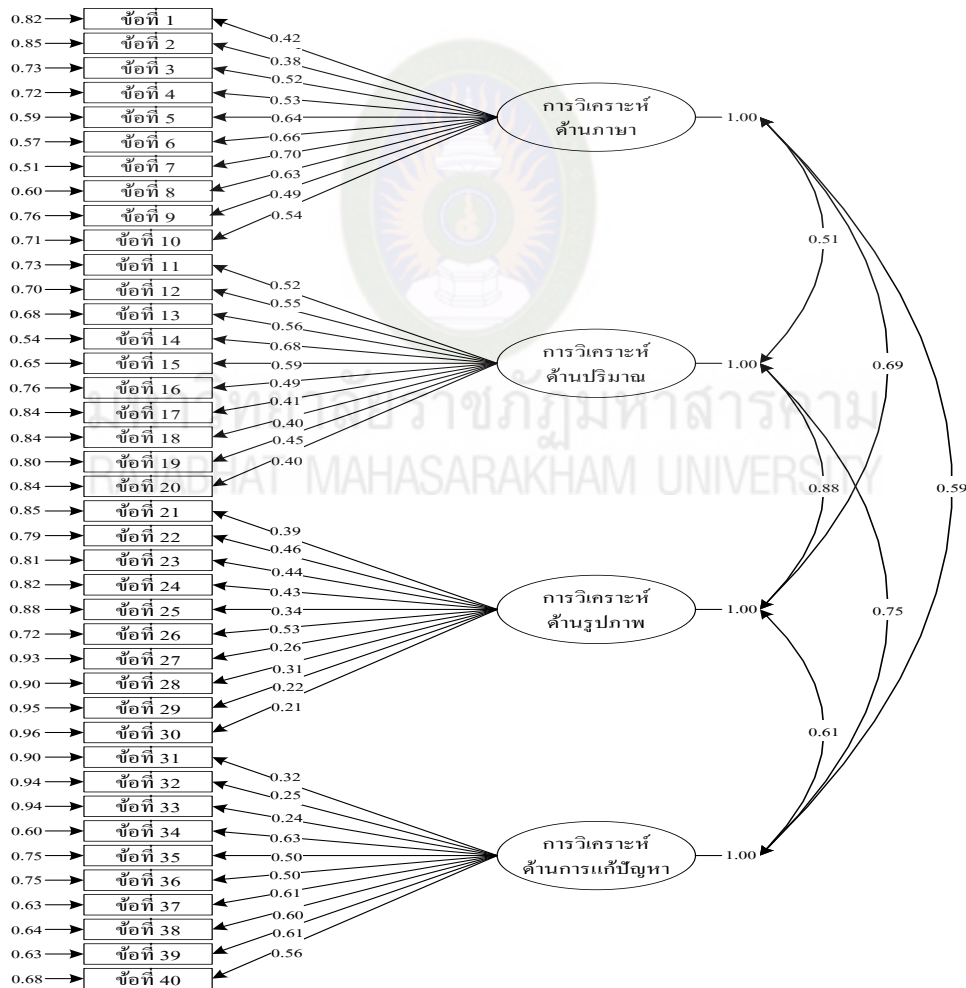 0.82 ข้อที่ 1
0.85 ข้อที่ 2
0.73 ข้อที่ 3
0.72 ข้อที่ 4
0.59 ข้อที่ 5
0.57 ข้อที่ 6
0.51 ข้อที่ 7
0.60 ข้อที่ 8
0.76 ข้อที่ 9
0.71 ข้อที่ 10
0.42
0.38
0.52
0.53
0.64
0.66
0.70
0.63
0.49
0.54
การวิเคราะห์
ด้านภาษา
1.00
0.73 ข้อที่ 11
0.70 ข้อที่ 12
0.68 ข้อที่ 13
0.54 ข้อที่ 14
0.65 ข้อที่ 15
0.76 ข้อที่ 16
0.84 ข้อที่ 17
0.84 ข้อที่ 18
0.80 ข้อที่ 19
0.84 ข้อที่ 20
0.52
0.55
0.56
0.68
0.59
0.49
0.41
0.40
0.45
0.40
การวิเคราะห์
ด้านปริมาณ
1.00
0.85 ข้อที่ 21
0.79 ข้อที่ 22
0.81 ข้อที่ 23
0.82 ข้อที่ 24
0.88 ข้อที่ 25
0.72 ข้อที่ 26
0.93 ข้อที่ 27
0.90 ข้อที่ 28
0.95 ข้อที่ 29
0.96 ข้อที่ 30
0.39
0.46
0.44
0.43
0.34
0.53
0.26
0.31
0.22
0.21
การวิเคราะห์
ด้านรูปภาพ
1.00
0.90 ข้อที่ 31
0.94 ข้อที่ 32
0.94 ข้อที่ 33
0.60 ข้อที่ 34
0.75 ข้อที่ 35
0.75 ข้อที่ 36
0.63 ข้อที่ 37
0.64 ข้อที่ 38
0.63 ข้อที่ 39
0.68 ข้อที่ 40
0.32
0.25
0.24
0.63
0.50
0.50
0.61
0.60
0.61
0.56
การวิเคราะห์
ด้านการแก้ปัญหา
1.00
0.51
0.69
0.88
0.59
0.75
0.61
มหาวิทยาลัยราชภัฏมหาสารคาม
RAJABHAT MAHASARAKHAM UNIVERSITY